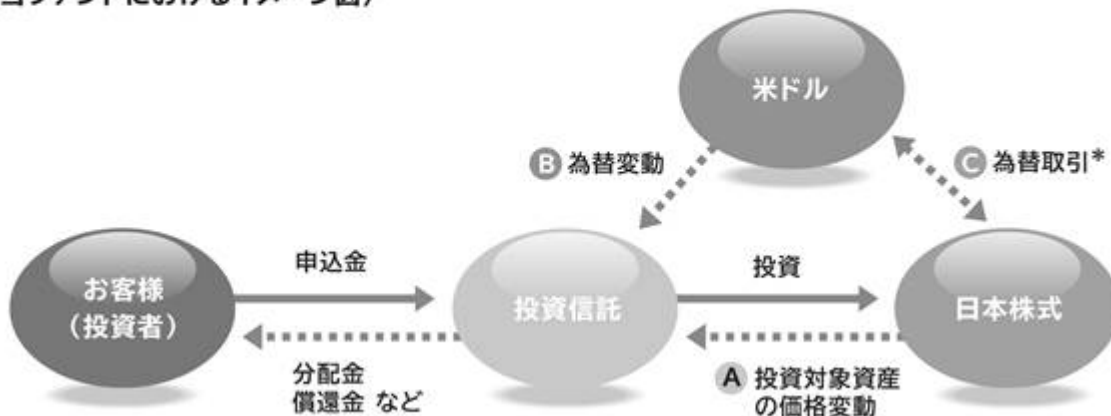 米ドル
B 為替変動
C 為替取引*
お客様
(投資者)
申込金
投資信託
投資
日本株式
分配金
償還金 など
A 投資対象資産
の価格変動